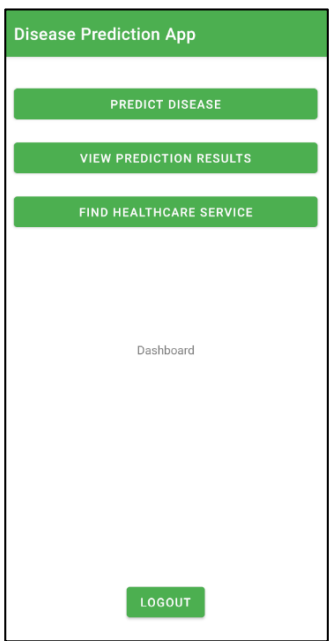 Disease Prediction App
PREDICT DISEASE
VIEW PREDICTION RESULTS
FIND HEALTHCARE SERVICE
Dashboard
LOGOUT